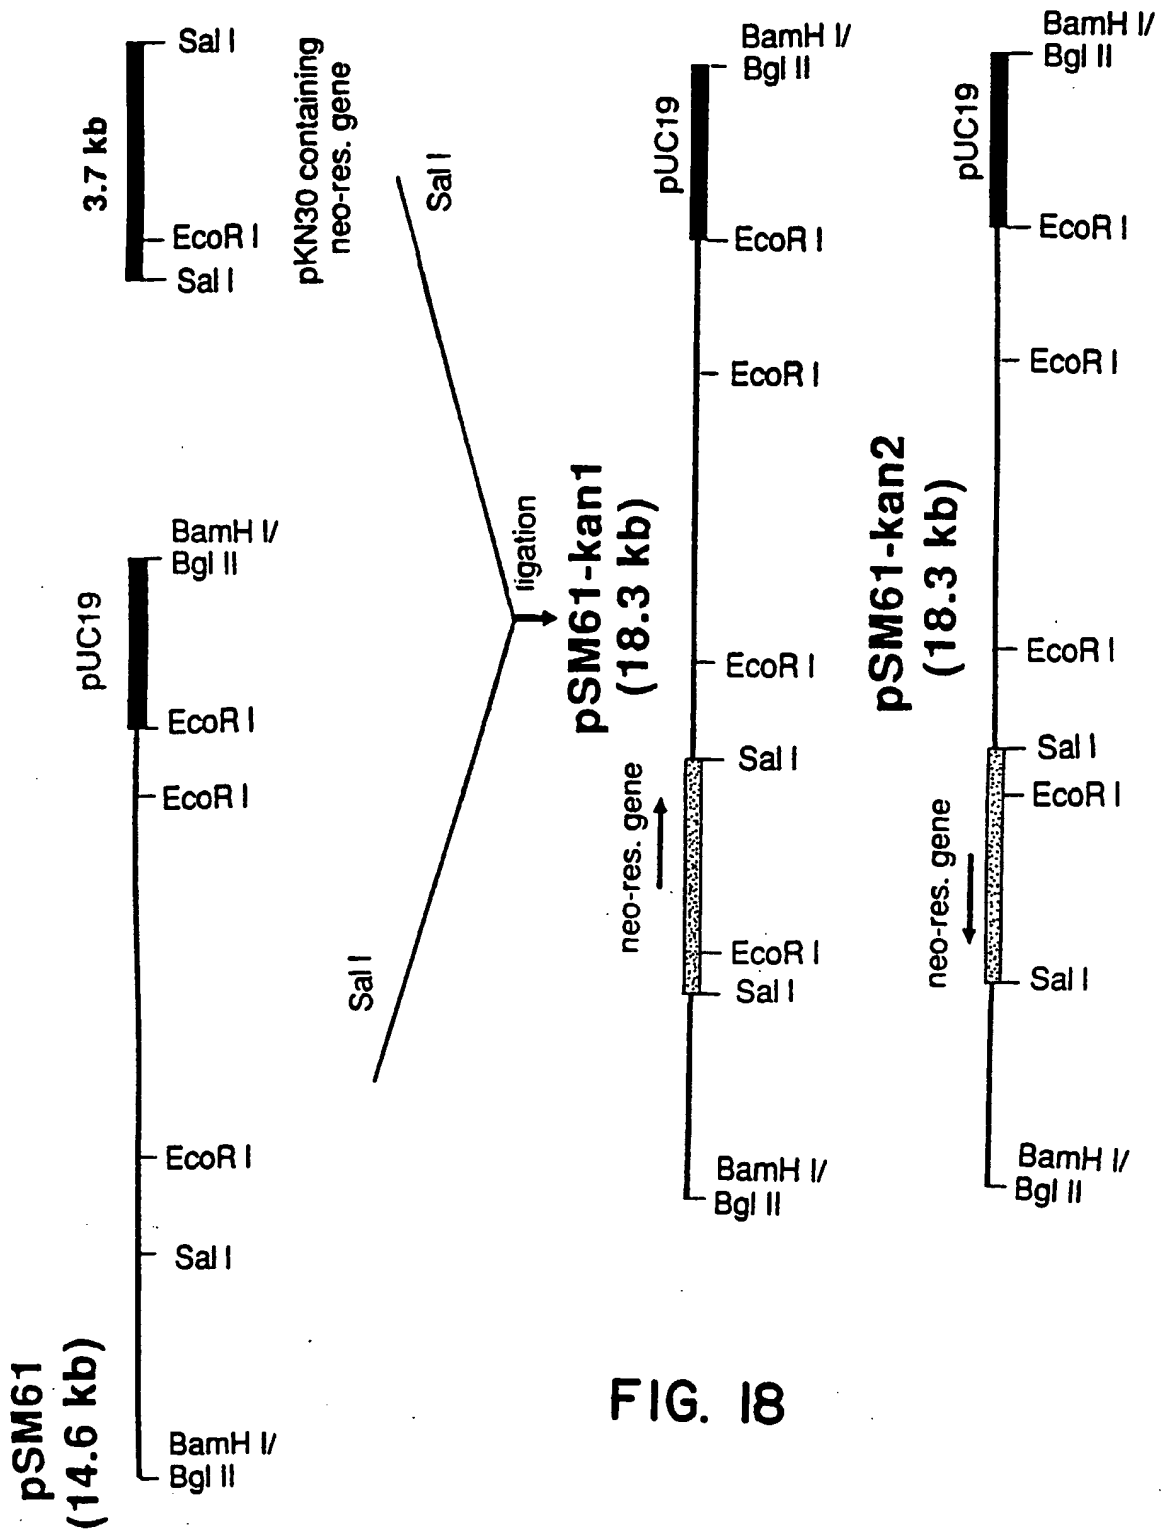 pSM61
(14.6 kb)
BamH I/
Bgl II
Sal I
EcoR I
EcoR I
EcoR I
pUC19
BamH I/
Bgl II
3.7 kb
Sal I
EcoR I
Sal I
pKN30 containing
neo-res. gene
Sal I
Sal I
ligation
pSM61-kan1
(18.3 kb)
BamH I/
Bgl II
Sal I
EcoR I
neo-res. gene
Sal I
EcoR I
EcoR I
EcoR I
pUC19
BamH I/
Bgl II
pSM61-kan2
(18.3 kb)
BamH I/
Bgl II
Sal I
neo-res. gene
EcoR I
Sal I
EcoR I
EcoR I
EcoR I
pUC19
BamH I/
Bgl II
FIG. 18